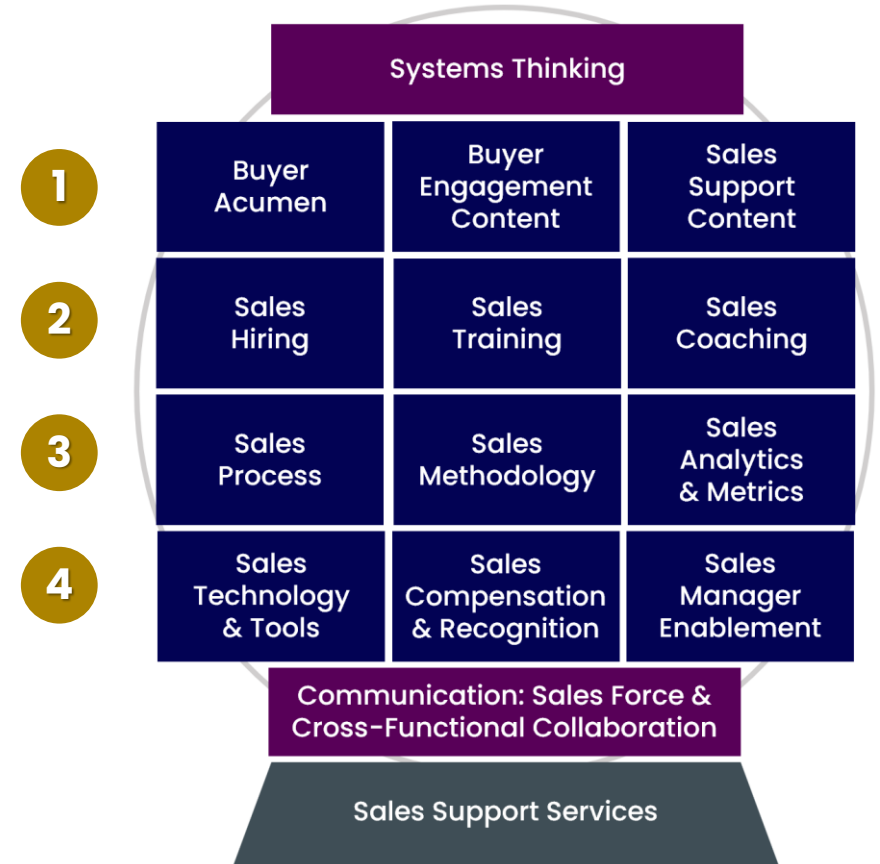 Systems Thinking
1
Buyer
Acumen
Buyer
Engagement
Content
Sales
Support
Content
2
Sales
Hiring
Sales
Training
Sales
Coaching
3
Sales
Process
Sales
Methodology
Sales
Analytics
& Metrics
4
Sales
Technology
& Tools
Sales
Compensation
& Recognition
Sales
Manager
Enablement
Communication: Sales Force &
Cross-Functional Collaboration
Sales Support Services